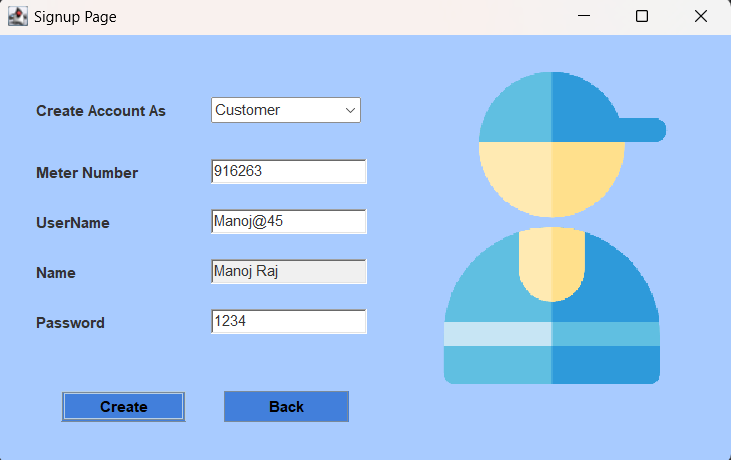 Signup Page
Create Account As Customer
Meter Number 916263
UserName Manoj@45
Name Manoj Raj
Password 1234
Create Back